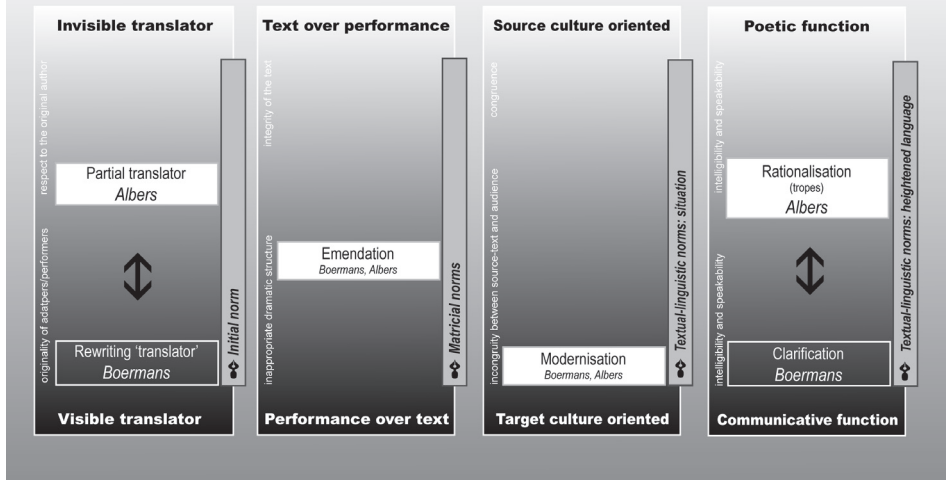 Invisible translator
respect to the original author
Partial translator
Albers
originality of adatpers/performers
Rewriting ‘translator’
Boermans
Visible translator
Initial norm
Text over performance
integrity of the text
Emendation
Boermans, Albers
inappropriate dramatic structure
Performance over text
Matricial norms
Source culture oriented
congruence
incongruity between source-text and audience
Modernisation
Boermans, Albers
Target culture oriented
Textual-linguistic norms: situation
Poetic function
intelligibility and speakability
Rationalisation
(tropes)
Albers
intelligibility and speakability
Clarification
Boermans
Communicative function
Textual-linguistic norms: heightened language